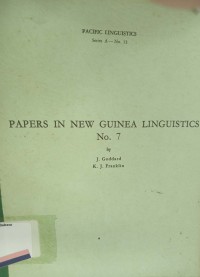 PACIFIC LINGUISTICS
Series A - No. 11
PAPERS IN NEW GUINEA LINGUISTICS
No. 7
by
J. Goddard
K. J. Franklin